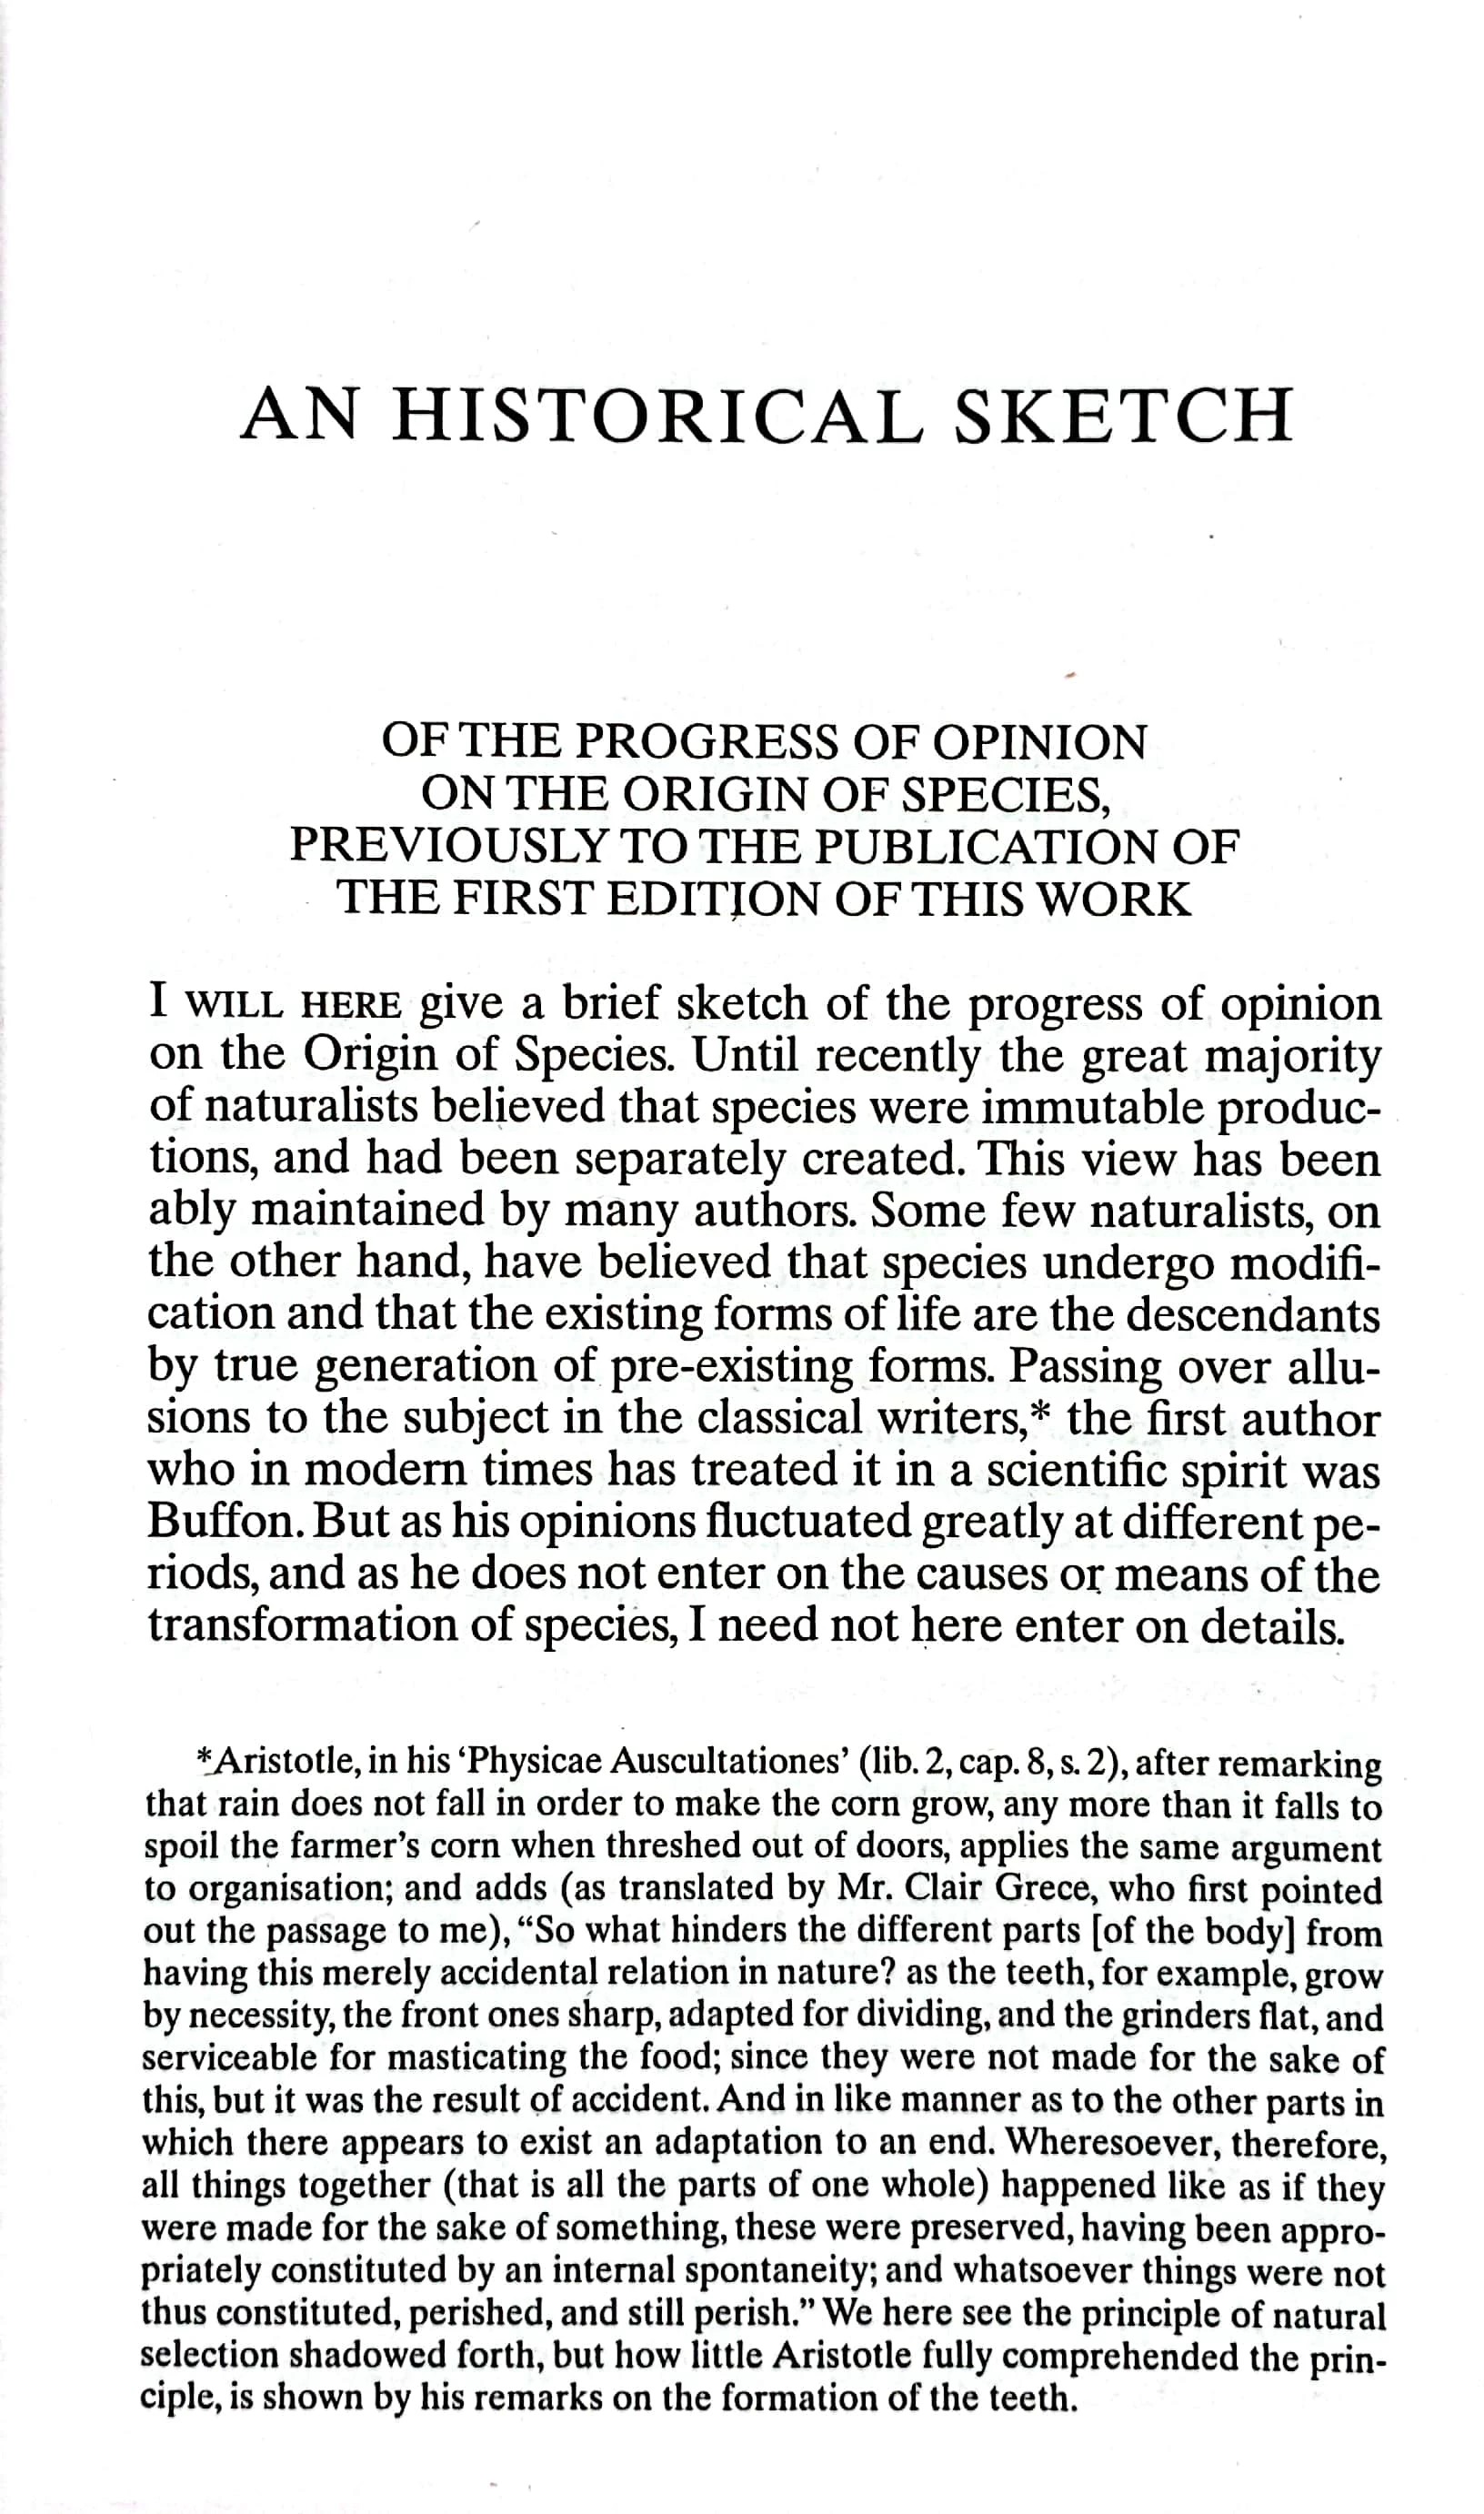 AN HISTORICAL SKETCH
OF THE PROGRESS OF OPINION
ON THE ORIGIN OF SPECIES,
PREVIOUSLY TO THE PUBLICATION OF
THE FIRST EDITION OF THIS WORK
I WILL HERE give a brief sketch of the progress of opinion
on the Origin of Species. Until recently the great majority
of naturalists believed that species were immutable produc-
tions, and had been separately created. This view has been
ably maintained by many authors. Some few naturalists, on
the other hand, have believed that species undergo modifi-
cation and that the existing forms of life are the descendants
by true generation of pre-existing forms. Passing over allu-
sions to the subject in the classical writers,* the first author
who in modern times has treated it in a scientific spirit was
Buffon. But as his opinions fluctuated greatly at different pe-
riods, and as he does not enter on the causes or means of the
transformation of species, I need not here enter on details.
*Aristotle, in his ‘Physicae Auscultationes’ (lib. 2, cap. 8, s. 2), after remarking
that rain does not fall in order to make the corn grow, any more than it falls to
spoil the farmer’s corn when threshed out of doors, applies the same argument
to organisation; and adds (as translated by Mr. Clair Grece, who first pointed
out the passage to me), “So what hinders the different parts [of the body] from
having this merely accidental relation in nature? as the teeth, for example, grow
by necessity, the front ones sharp, adapted for dividing, and the grinders flat, and
serviceable for masticating the food; since they were not made for the sake of
this, but it was the result of accident. And in like manner as to the other parts in
which there appears to exist an adaptation to an end. Wheresoever, therefore,
all things together (that is all the parts of one whole) happened like as if they
were made for the sake of something, these were preserved, having been appro-
priately constituted by an internal spontaneity; and whatsoever things were not
thus constituted, perished, and still perish.” We here see the principle of natural
selection shadowed forth, but how little Aristotle fully comprehended the prin-
ciple, is shown by his remarks on the formation of the teeth.